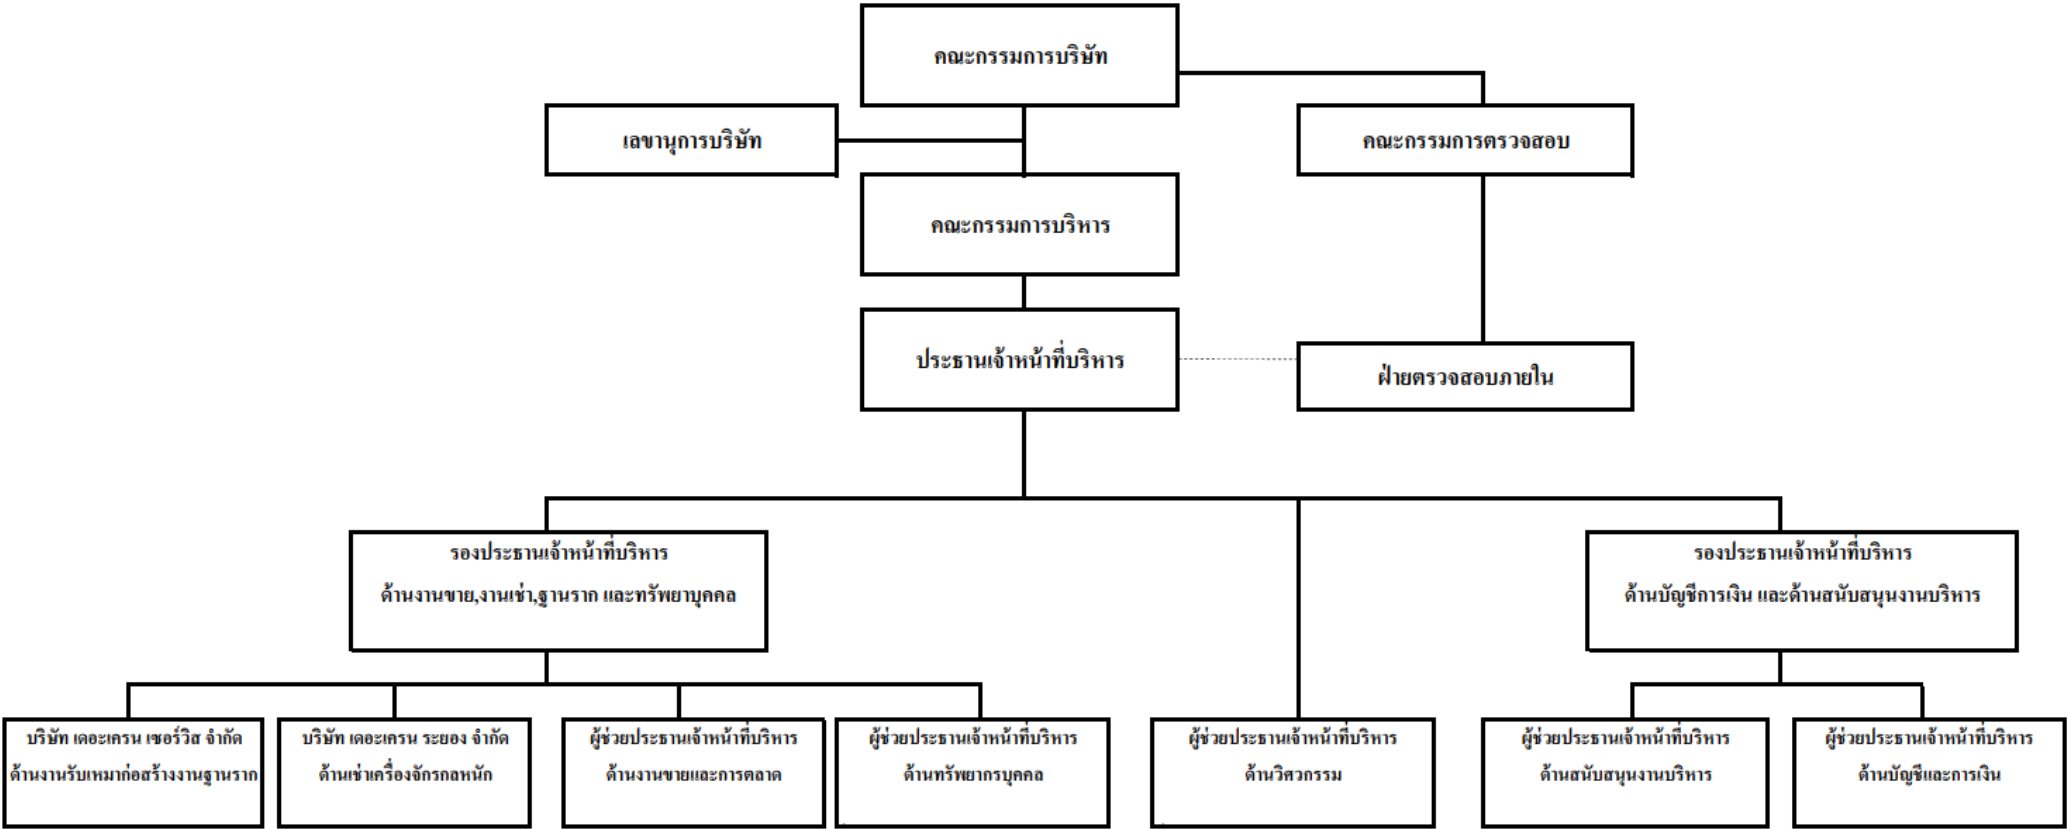 คณะกรรมการบริษัท
เลขานุการบริษัท
คณะกรรมการตรวจสอบ
คณะกรรมการบริหาร
ประธานเจ้าหน้าที่บริหาร
ฝ่ายตรวจสอบภายใน
รองประธานเจ้าหน้าที่บริหาร
ด้านงานขาย,งานเช่า,ฐานราก และทรัพยาบุคคล
รองประธานเจ้าหน้าที่บริหาร
ด้านบัญชีการเงิน และด้านสนับสนุนงานบริหาร
บริษัท เดอะเครน เซอร์วิส จำกัด
ด้านงานรับเหมาก่อสร้างงานฐานราก
บริษัท เดอะเครน ระยอง จำกัด
ด้านเช่าเครื่องจักรกลหนัก
ผู้ช่วยประธานเจ้าหน้าที่บริหาร
ด้านงานขายและการตลาด
ผู้ช่วยประธานเจ้าหน้าที่บริหาร
ด้านทรัพยากรบุคคล
ผู้ช่วยประธานเจ้าหน้าที่บริหาร
ด้านวิศวกรรม
ผู้ช่วยประธานเจ้าหน้าที่บริหาร
ด้านสนับสนุนงานบริหาร
ผู้ช่วยประธานเจ้าหน้าที่บริหาร
ด้านบัญชีและการเงิน